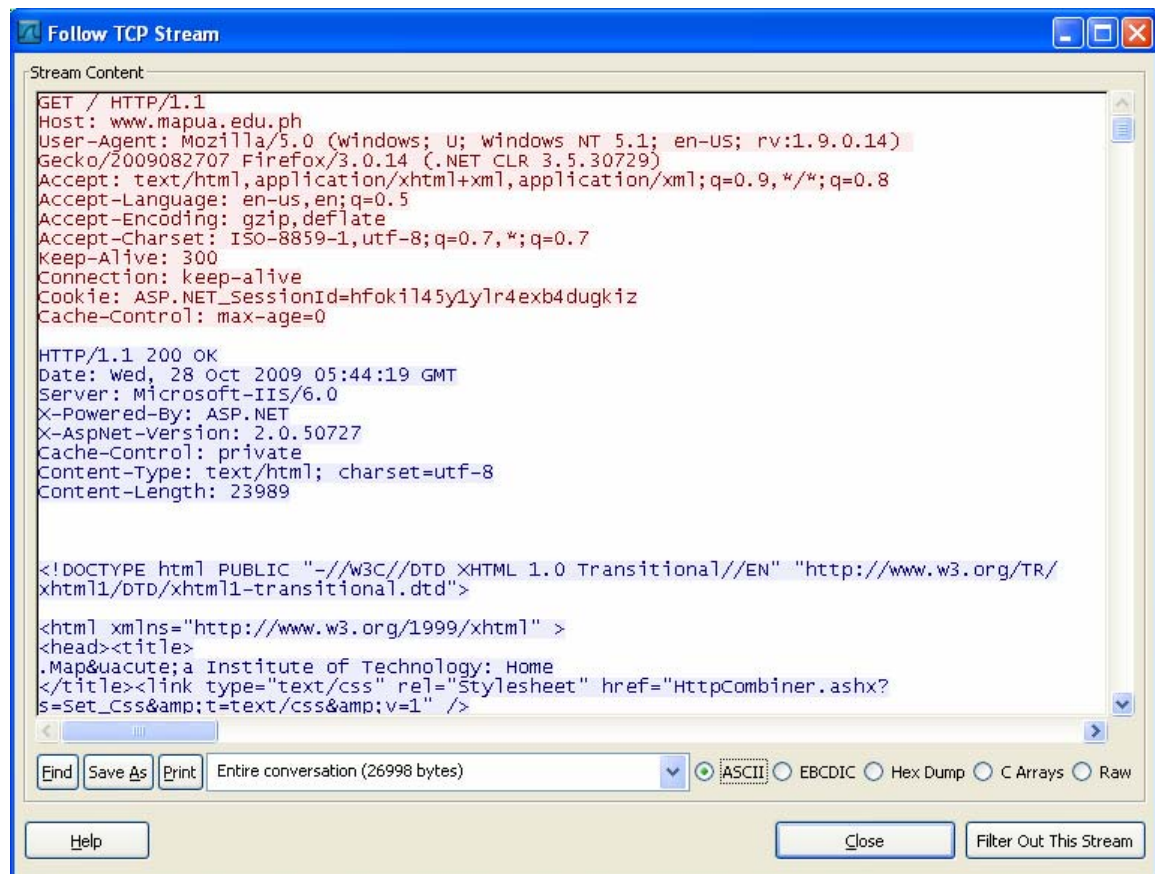 Follow TCP Stream
Stream Content
GET / HTTP/1.1
Host: www.mapua.edu.ph
User-Agent: Mozilla/5.0 (Windows; U; Windows NT 5.1; en-US; rv:1.9.0.14)
Gecko/2009082707 Firefox/3.0.14 (.NET CLR 3.5.30729)
Accept: text/html,application/xhtml+xml,application/xml;q=0.9,*/*;q=0.8
Accept-Language: en-us,en;q=0.5
Accept-Encoding: gzip,deflate
Accept-Charset: ISO-8859-1,utf-8;q=0.7,*;q=0.7
Keep-Alive: 300
Connection: keep-alive
Cookie: ASP.NET_SessionId=hfokil45y1ylr4exb4dugkiz
Cache-Control: max-age=0
HTTP/1.1 200 OK
Date: Wed, 28 Oct 2009 05:44:19 GMT
Server: Microsoft-IIS/6.0
X-Powered-By: ASP.NET
X-AspNet-Version: 2.0.50727
Cache-Control: private
Content-Type: text/html; charset=utf-8
Content-Length: 23989
<!DOCTYPE html PUBLIC "-//W3C//DTD XHTML 1.0 Transitional//EN" "http://www.w3.org/TR/
xhtml1/DTD/xhtml1-transitional.dtd">
<html xmlns="http://www.w3.org/1999/xhtml" >
<head><title>
.Map&uacute;a Institute of Technology: Home
</title><link type="text/css" rel="Stylesheet" href="HttpCombiner.ashx?
s=Set_Css&amp;t=text/css&amp;v=1" />
Find Save As Print Entire conversation (26998 bytes) ASCII EBCDIC Hex Dump C Arrays Raw
Help Close Filter Out This Stream